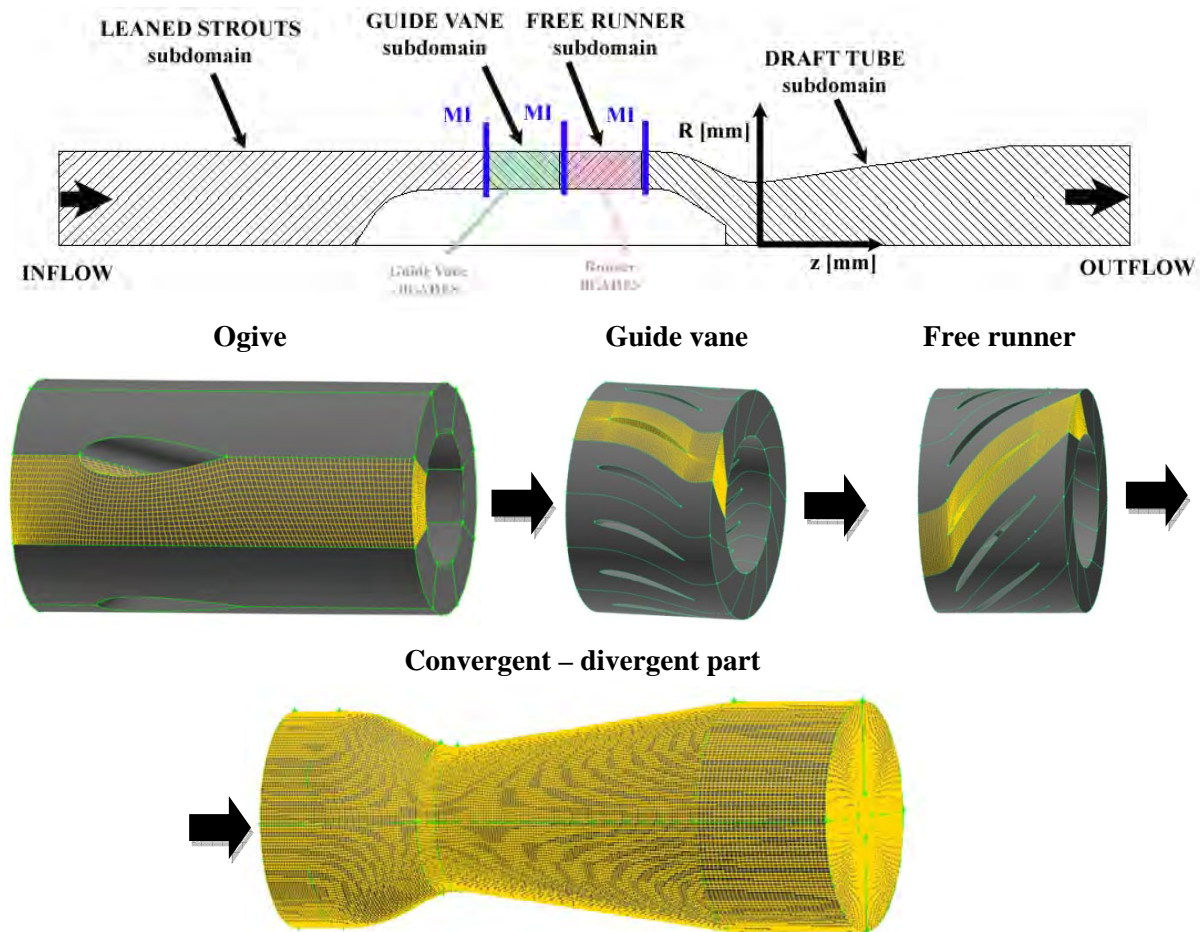 LEANED STROUTS
subdomain
GUIDE VANE
subdomain
FREE RUNNER
subdomain
DRAFT TUBE
subdomain
MI
MI
MI
R [mm]
z [mm]
INFLOW
OUTFLOW
Guide Vane
Runner
Ogive
Guide vane
Free runner
Convergent – divergent part